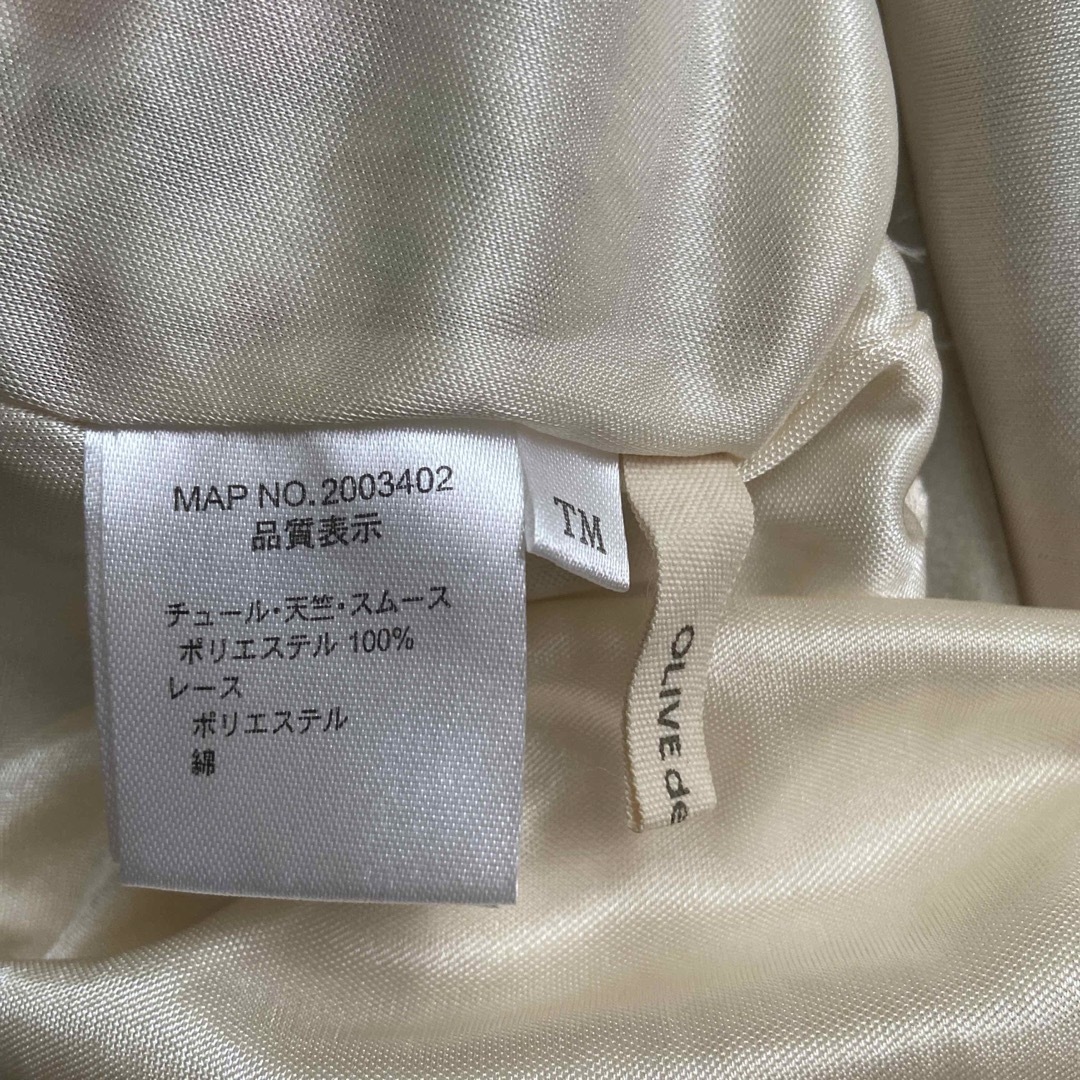 MAP NO.2003402
品質表示
チュール・天竺・スムース
ポリエステル 100%
レース
ポリエステル
綿
TM
OLIVE de